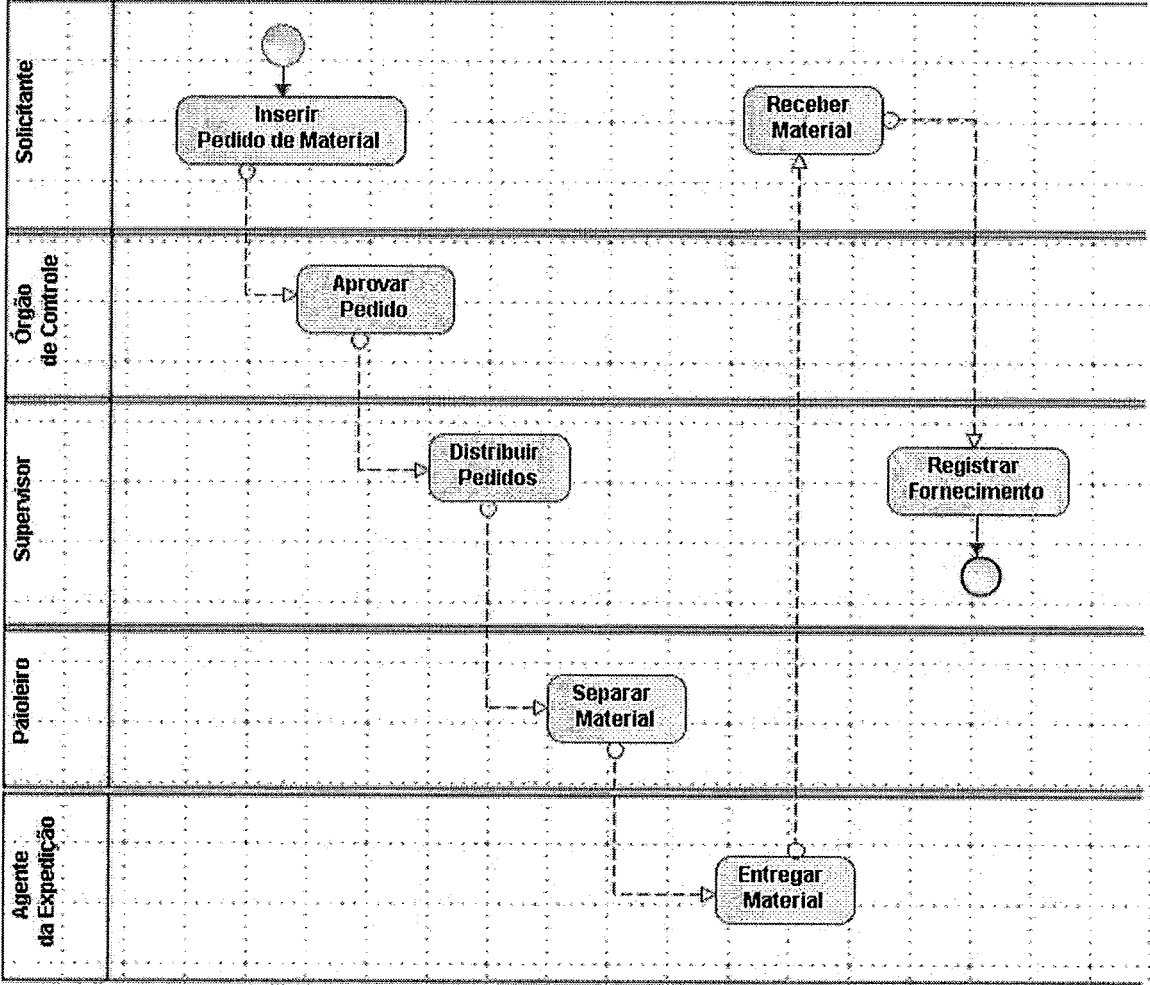 Solicitante
Inserir
Pedido de Material
Receber
Material
Órgão
de Controle
Aprovar
Pedido
Supervisor
Distribuir
Pedidos
Registrar
Fornecimento
Paioleiro
Separar
Material
Agente
da Expedição
Entregar
Material